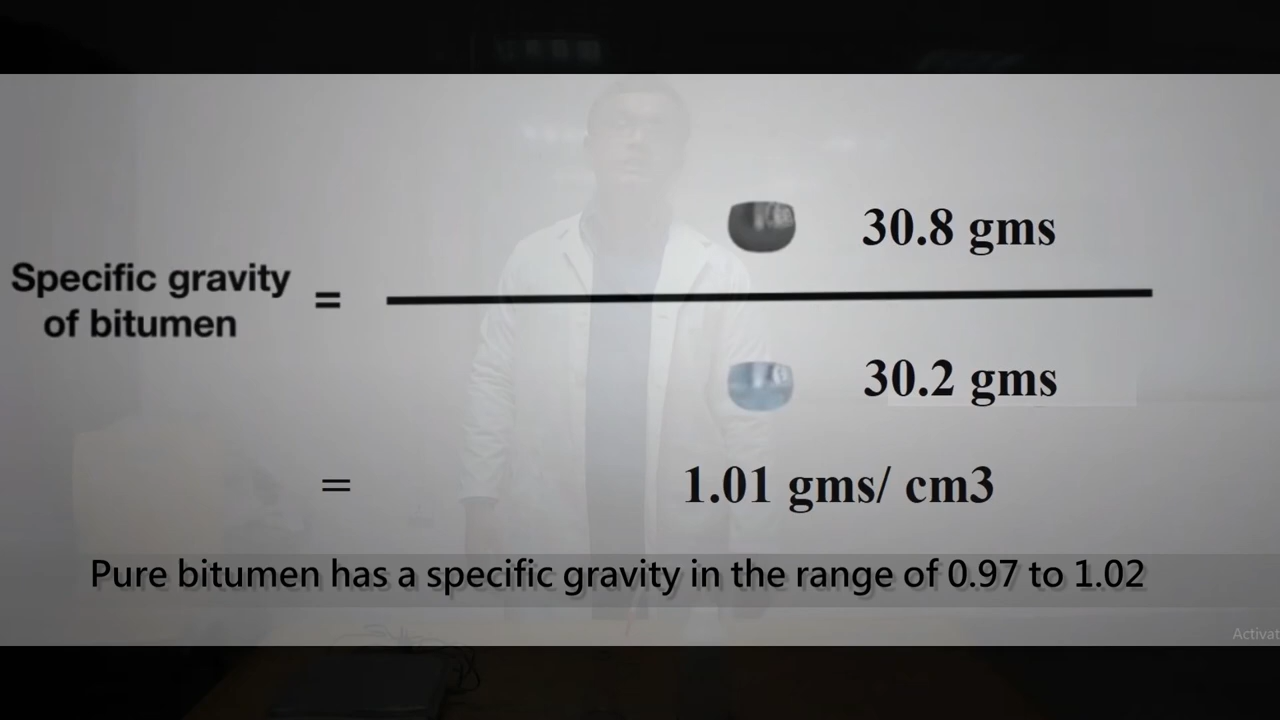 30.8 gms
Specific gravity
of bitumen
=
30.2 gms
= 1.01 gms/ cm3
Pure bitumen has a specific gravity in the range of 0.97 to 1.02
Activat